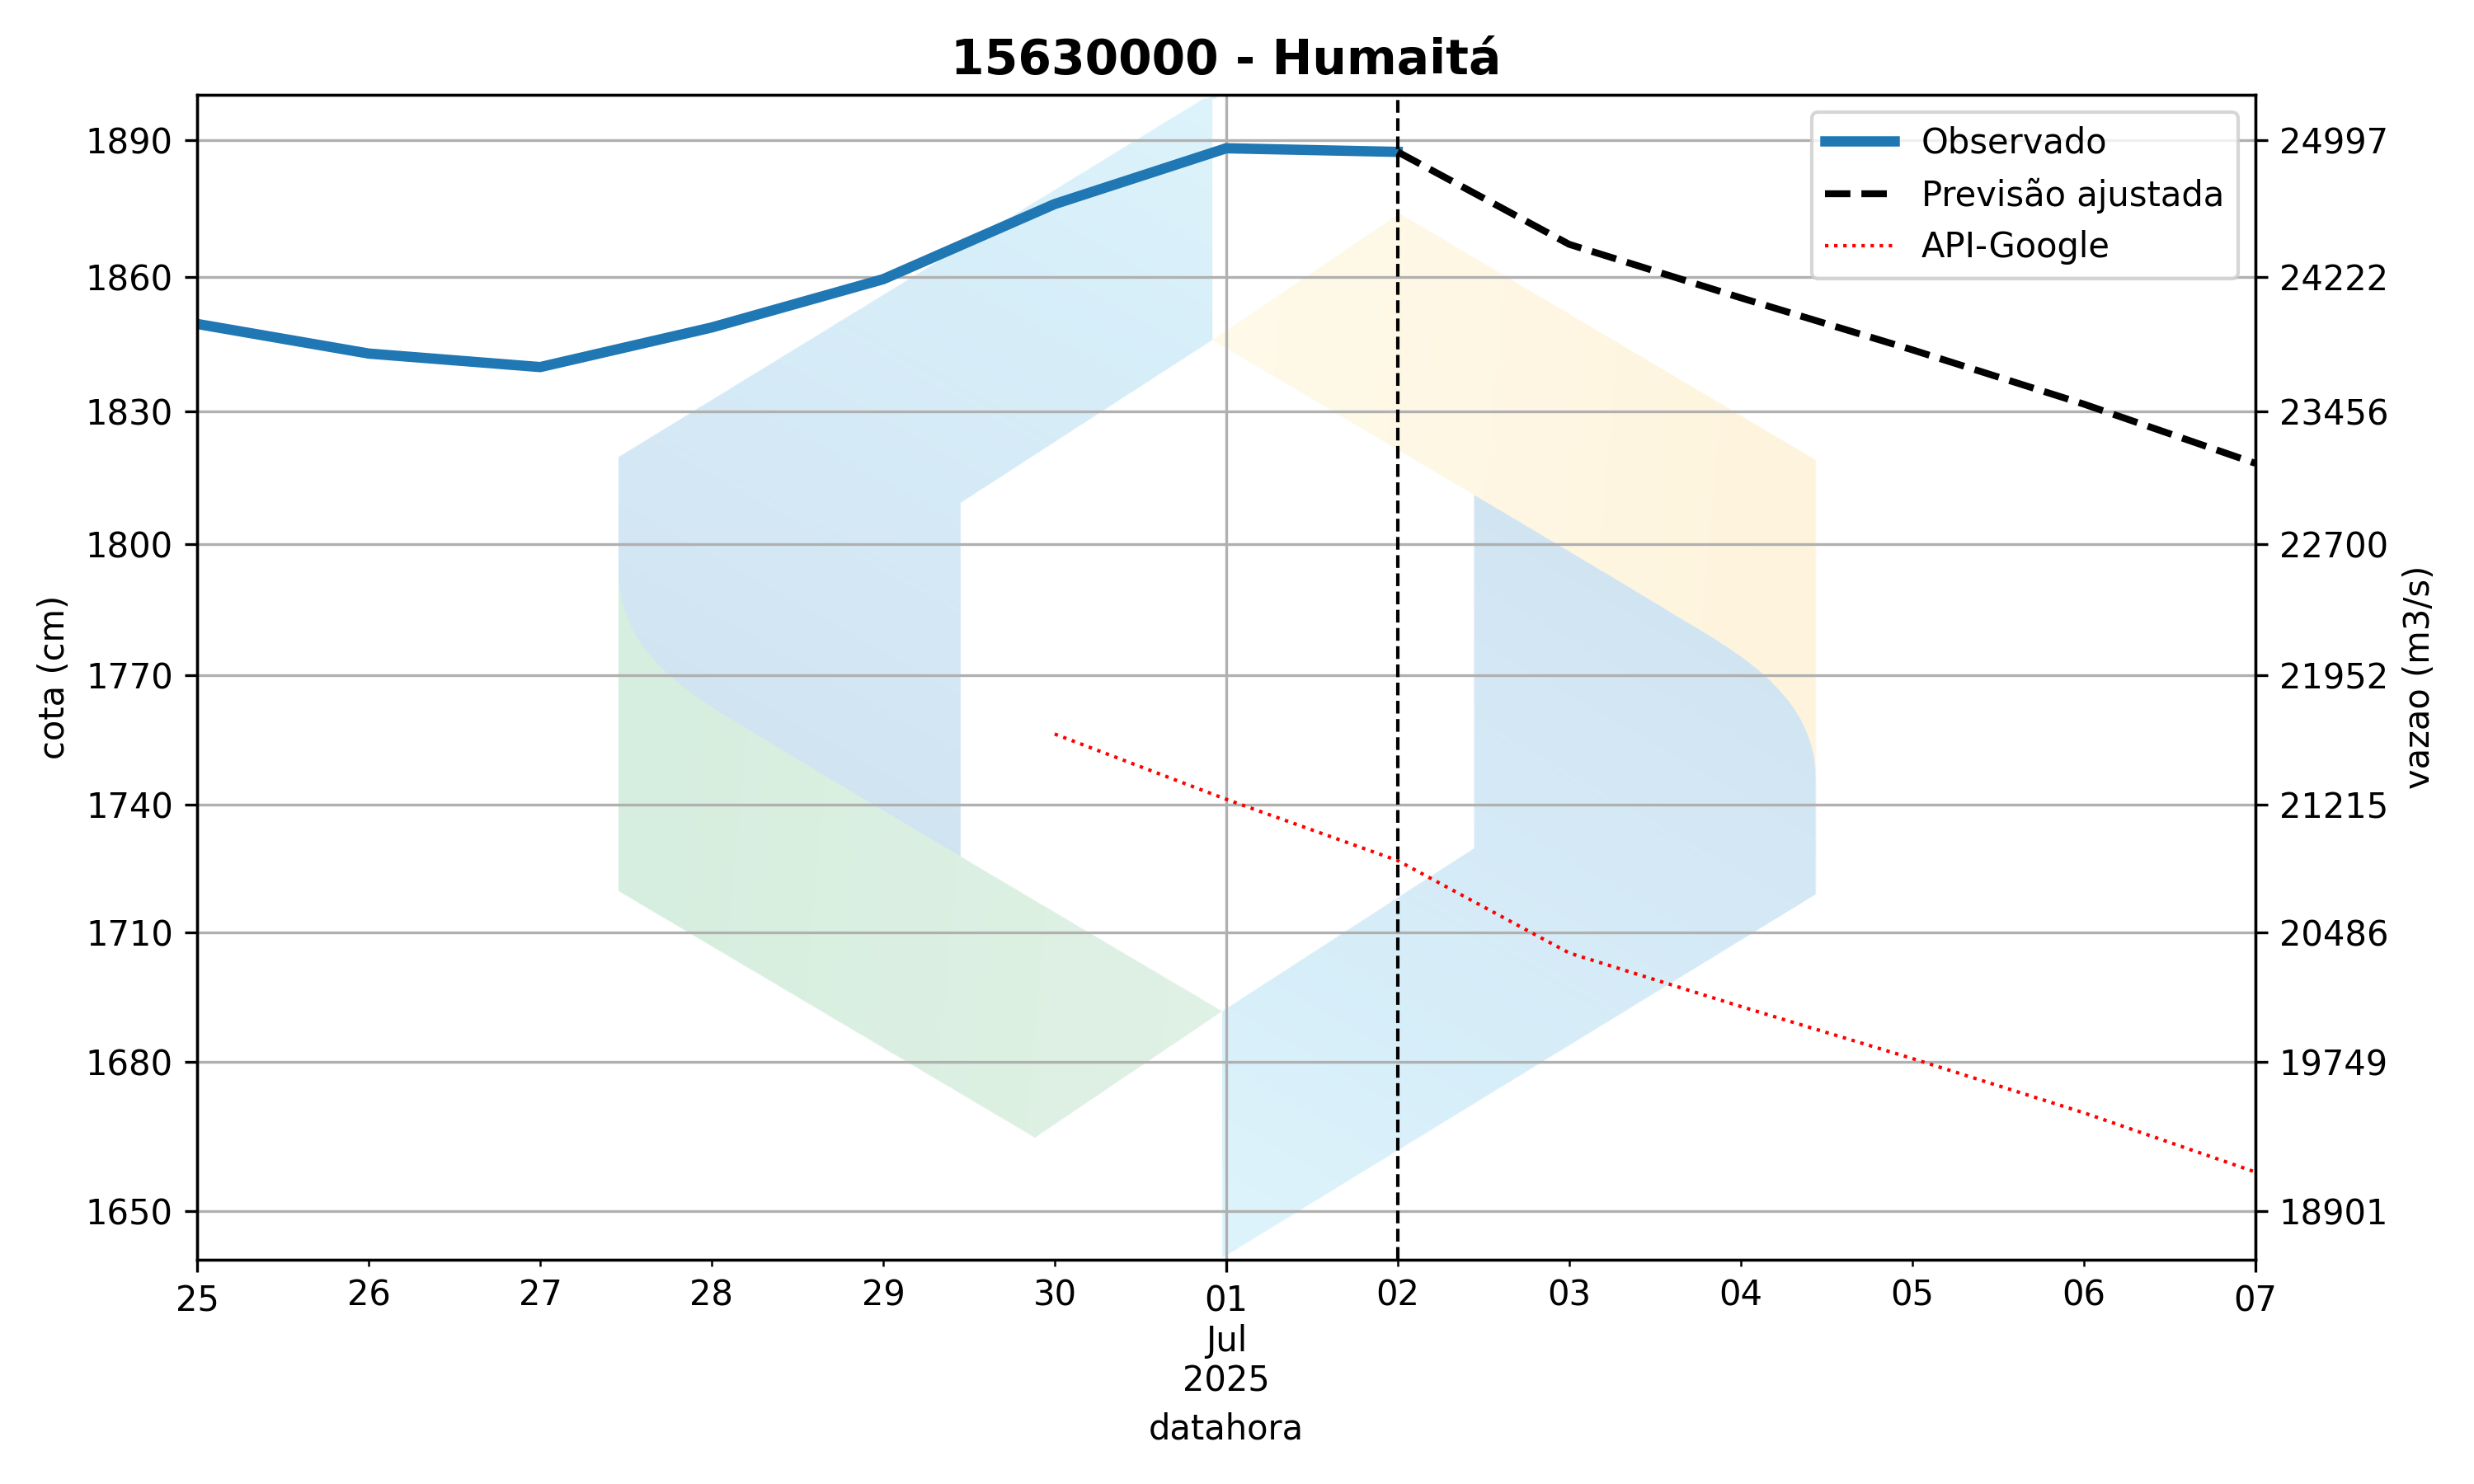 15630000 - Humaitá
Observado
Previsão ajustada
API-Google
1890
1860
1830
1800
1770
1740
1710
1680
1650
cota (cm)
24997
24222
23456
22700
21952
21215
20486
19749
18901
vazao (m3/s)
25 26 27 28 29 30 01 02 03 04 05 06 07
Jul
2025
datahora